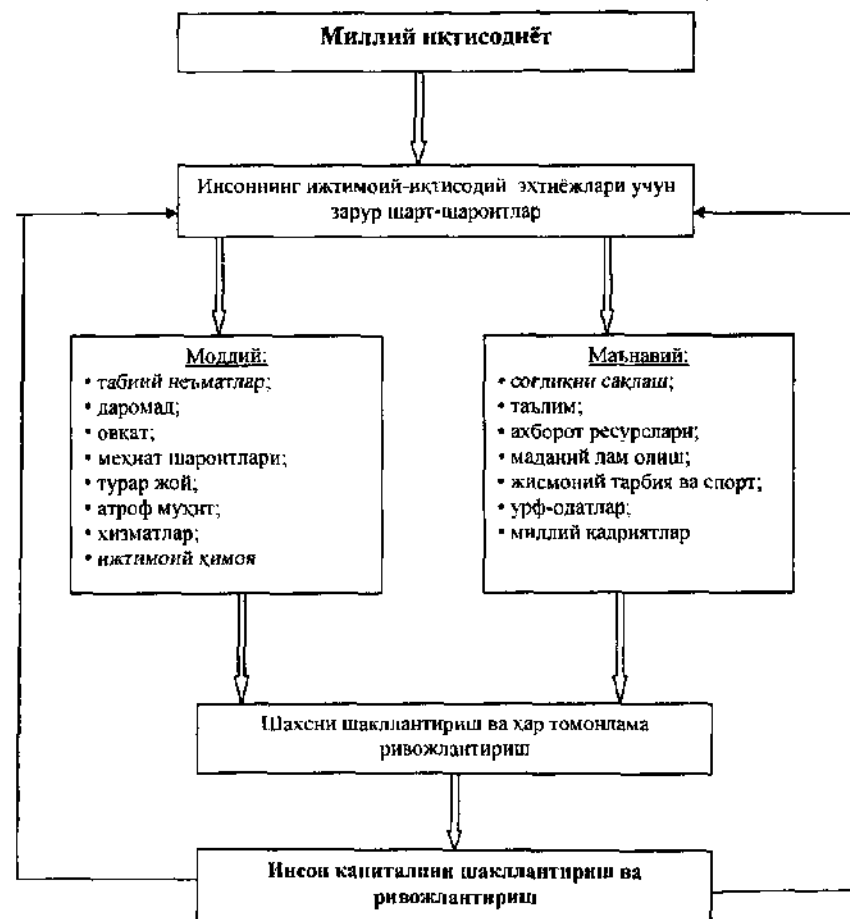 Миллий иқтисодиёт
Инсоннинг ижтимоий-иқтисодий эҳтиёжлари учун
зарур шарт-шароитлар
Моддий:
• табиий неъматлар;
• даромад;
• овқат;
• меҳнат шароитлари;
• турар жой;
• атроф муҳит;
• хизматлар;
• ижтимоий ҳимоя
Маънавий:
• соғлиқни сақлаш;
• таълим;
• ахборот ресурслари;
• маданий дам олиш;
• жисмоний тарбия ва спорт;
• урф-одатлар;
• миллий қадриятлар
Шахсни шакллантириш ва ҳар томонлама
ривожлантириш
Инсон капиталини шакллантириш ва
ривожлантириш